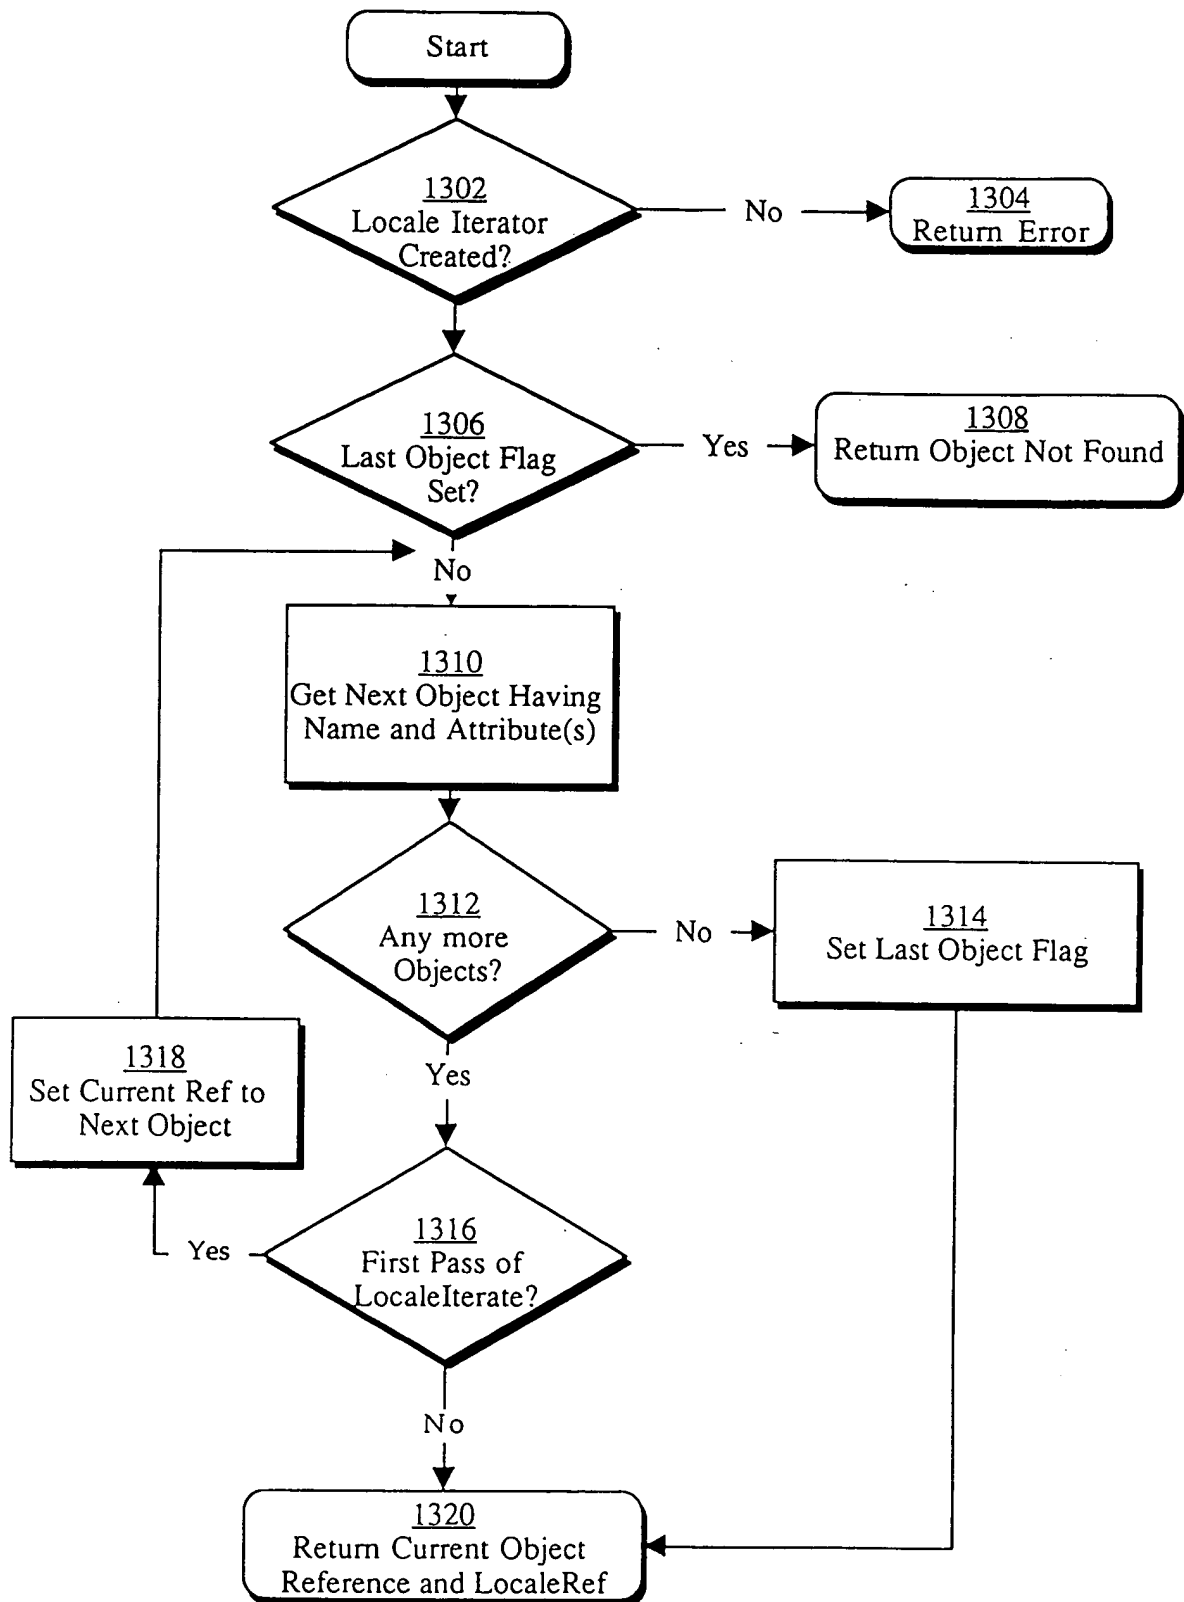 Start
1302
Locale Iterator
Created?
No
1304
Return Error
1306
Last Object Flag
Set?
Yes
1308
Return Object Not Found
No
1310
Get Next Object Having
Name and Attribute(s)
1312
Any more
Objects?
No
1314
Set Last Object Flag
Yes
1318
Set Current Ref to
Next Object
1316
First Pass of
LocaleIterate?
Yes
No
1320
Return Current Object
Reference and LocaleRef